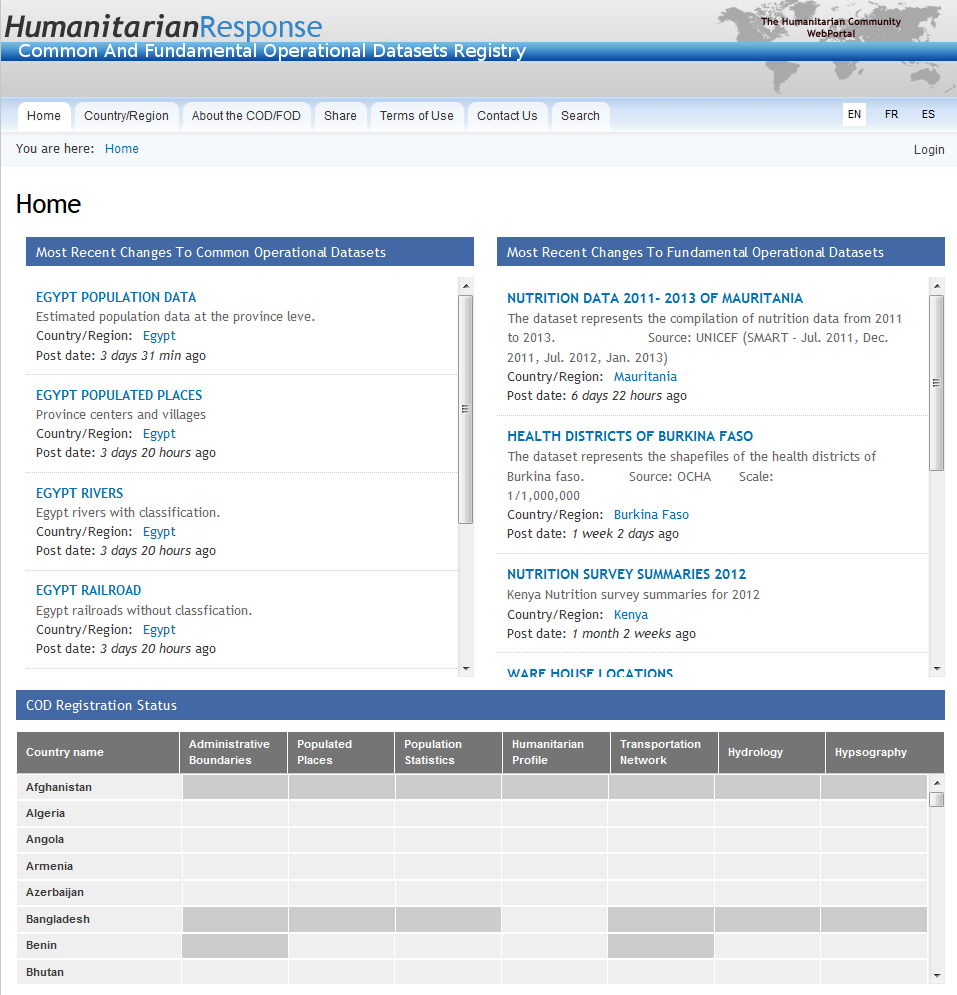 HumanitarianResponse
The Humanitarian Community
WebPortal
Common And Fundamental Operational Datasets Registry
Home Country/Region About the COD/FOD Share Terms of Use Contact Us Search EN FR ES
You are here: Home
Login
Home
Most Recent Changes To Common Operational Datasets
EGYPT POPULATION DATA
Estimated population data at the province leve.
Country/Region: Egypt
Post date: 3 days 31 min ago
EGYPT POPULATED PLACES
Province centers and villages
Country/Region: Egypt
Post date: 3 days 20 hours ago
EGYPT RIVERS
Egypt rivers with classification.
Country/Region: Egypt
Post date: 3 days 20 hours ago
EGYPT RAILROAD
Egypt railroads without classfication.
Country/Region: Egypt
Post date: 3 days 20 hours ago
Most Recent Changes To Fundamental Operational Datasets
NUTRITION DATA 2011- 2013 OF MAURITANIA
The dataset represents the compilation of nutrition data from 2011
to 2013. Source: UNICEF (SMART - Jul. 2011, Dec.
2011, Jul. 2012, Jan. 2013)
Country/Region: Mauritania
Post date: 6 days 22 hours ago
HEALTH DISTRICTS OF BURKINA FASO
The dataset represents the shapefiles of the health districts of
Burkina faso. Source: OCHA Scale:
1/1,000,000
Country/Region: Burkina Faso
Post date: 1 week 2 days ago
NUTRITION SURVEY SUMMARIES 2012
Kenya Nutrition survey summaries for 2012
Country/Region: Kenya
Post date: 1 month 2 weeks ago
WARE HOUSE LOCATIONS
COD Registration Status
Country name
Administrative
Boundaries
Populated
Places
Population
Statistics
Humanitarian
Profile
Transportation
Network
Hydrology
Hypsography
Afghanistan
Algeria
Angola
Armenia
Azerbaijan
Bangladesh
Benin
Bhutan